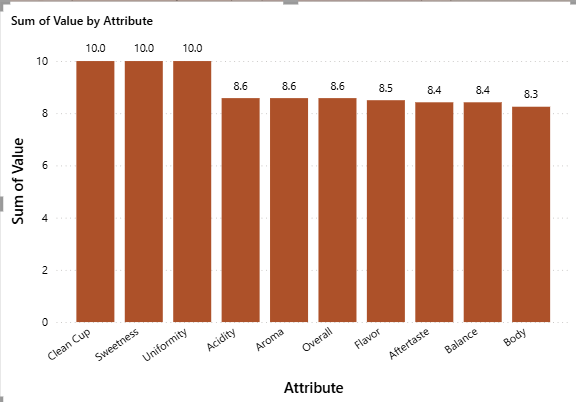 Sum of Value by Attribute
10.0 10.0 10.0 8.6 8.6 8.6 8.5 8.4 8.4 8.3
10
8
6
4
2
0
Sum of Value
Clean Cup Sweetness Uniformity Acidity Aroma Overall Flavor Aftertaste Balance Body
Attribute